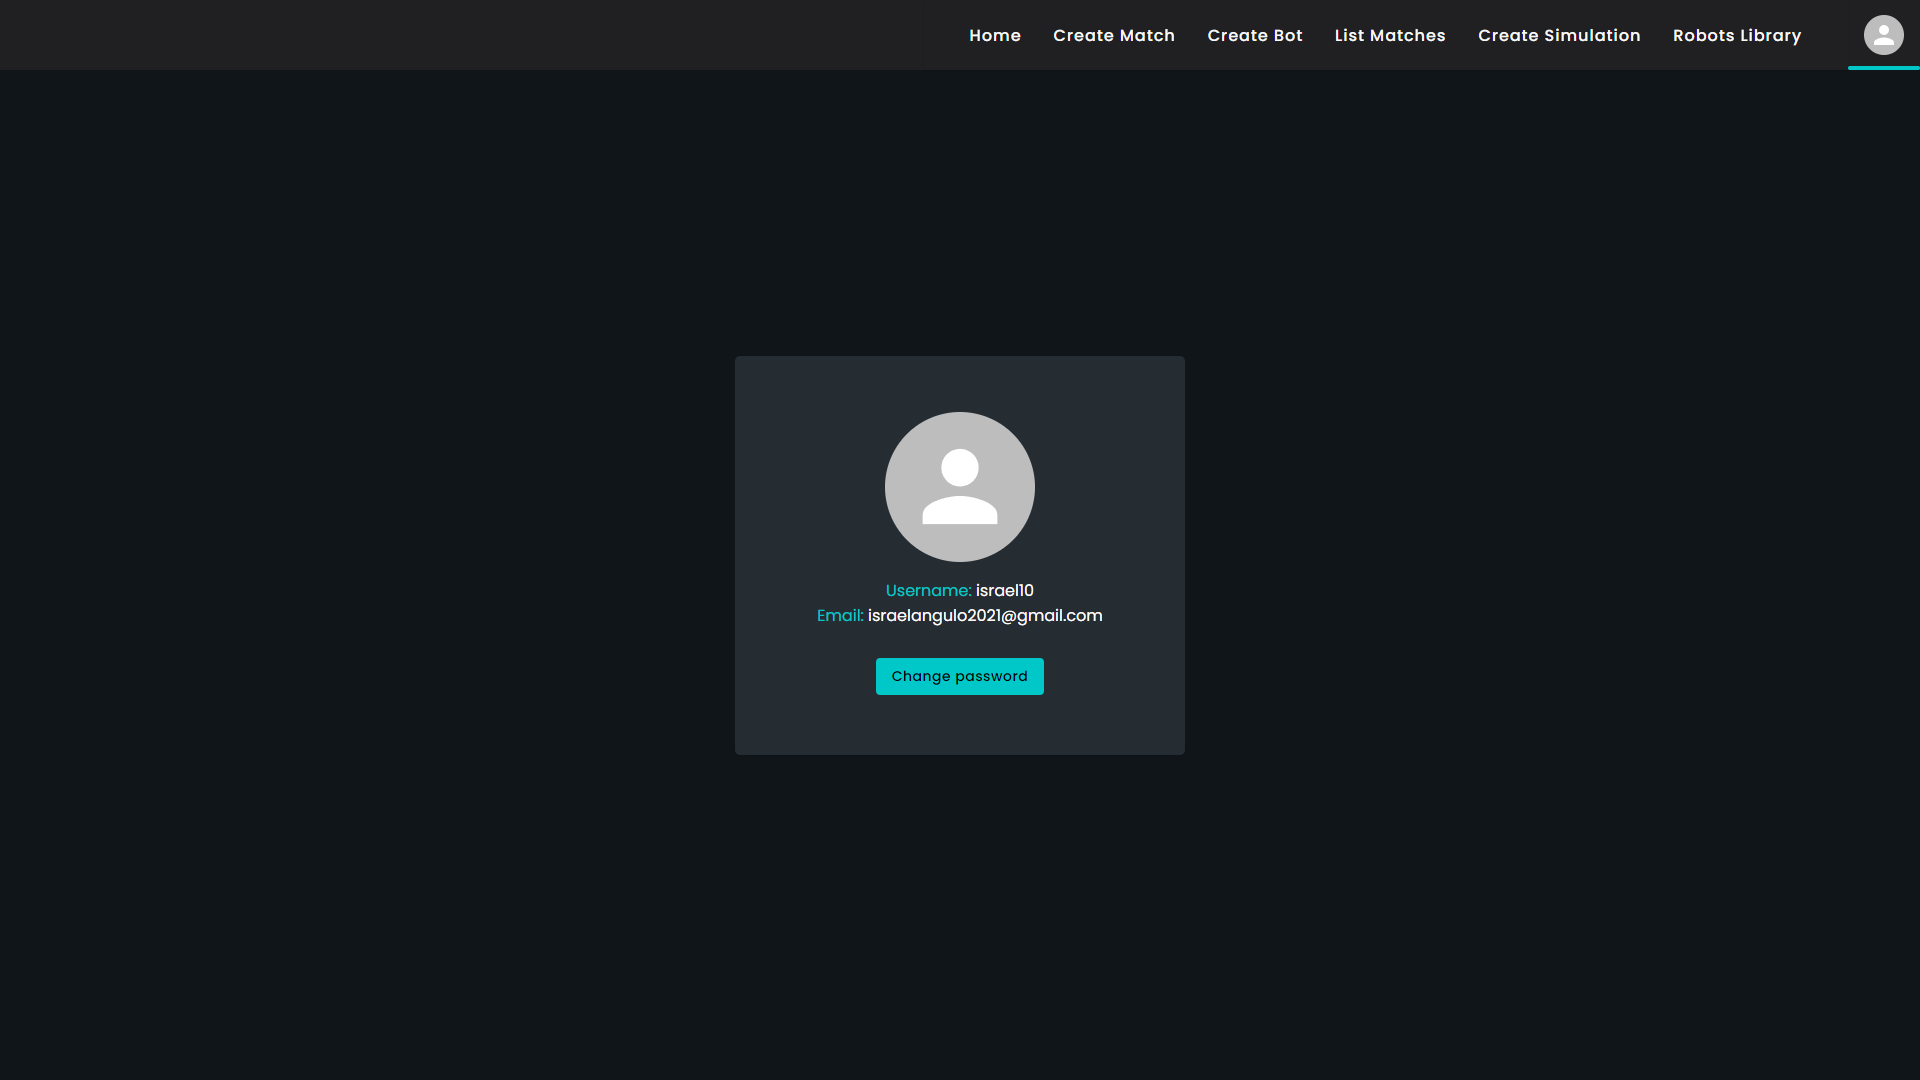 Home Create Match Create Bot List Matches Create Simulation Robots Library
Username: israel10
Email: israelangulo2021@gmail.com
Change password